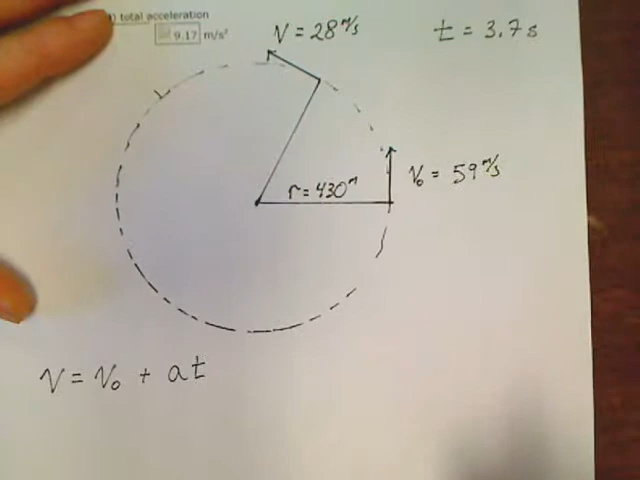 total acceleration
9.17 m/s²
V = 28 m/s
t = 3.7 s
r = 430 m
V₀ = 59 m/s
V = V₀ + at